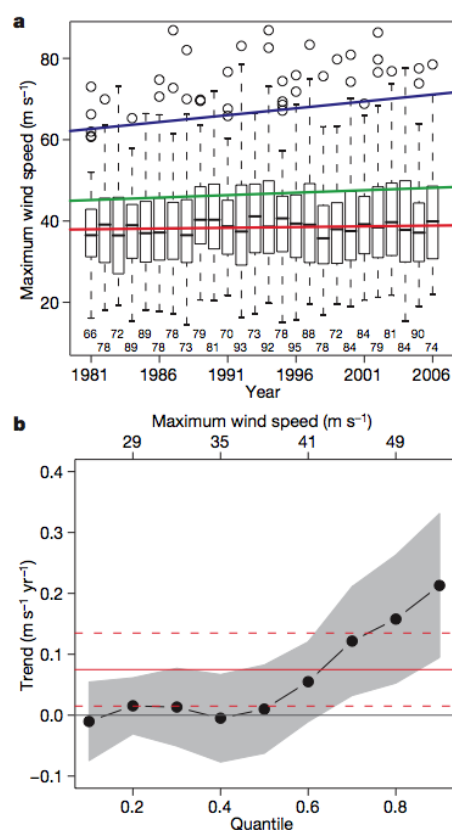 a
Maximum wind speed (m s⁻¹)
80
60
40
20
66 72 89 78 79 70 73 78 88 72 84 81 90
78 89 78 73 81 93 92 95 78 84 79 84 74
1981 1986 1991 1996 2001 2006
Year
b
Maximum wind speed (m s⁻¹)
29 35 41 49
Trend (m s⁻¹ yr⁻¹)
0.4
0.3
0.2
0.1
0.0
−0.1
0.2 0.4 0.6 0.8
Quantile